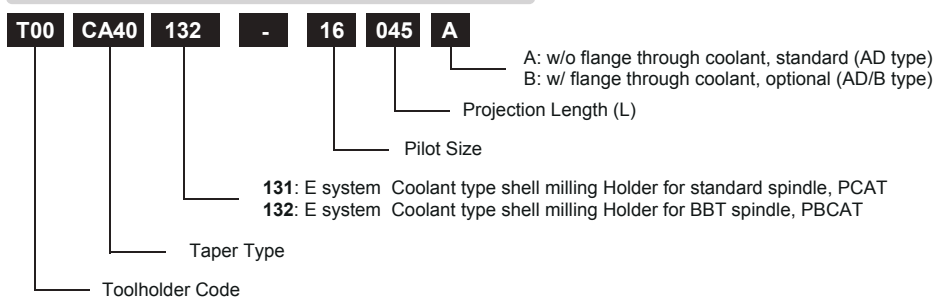 T00 CA40 132 - 16 045 A
A: w/o flange through coolant, standard (AD type)
B: w/ flange through coolant, optional (AD/B type)
Projection Length (L)
Pilot Size
131: E system Coolant type shell milling Holder for standard spindle, PCAT
132: E system Coolant type shell milling Holder for BBT spindle, PBCAT
Taper Type
Toolholder Code